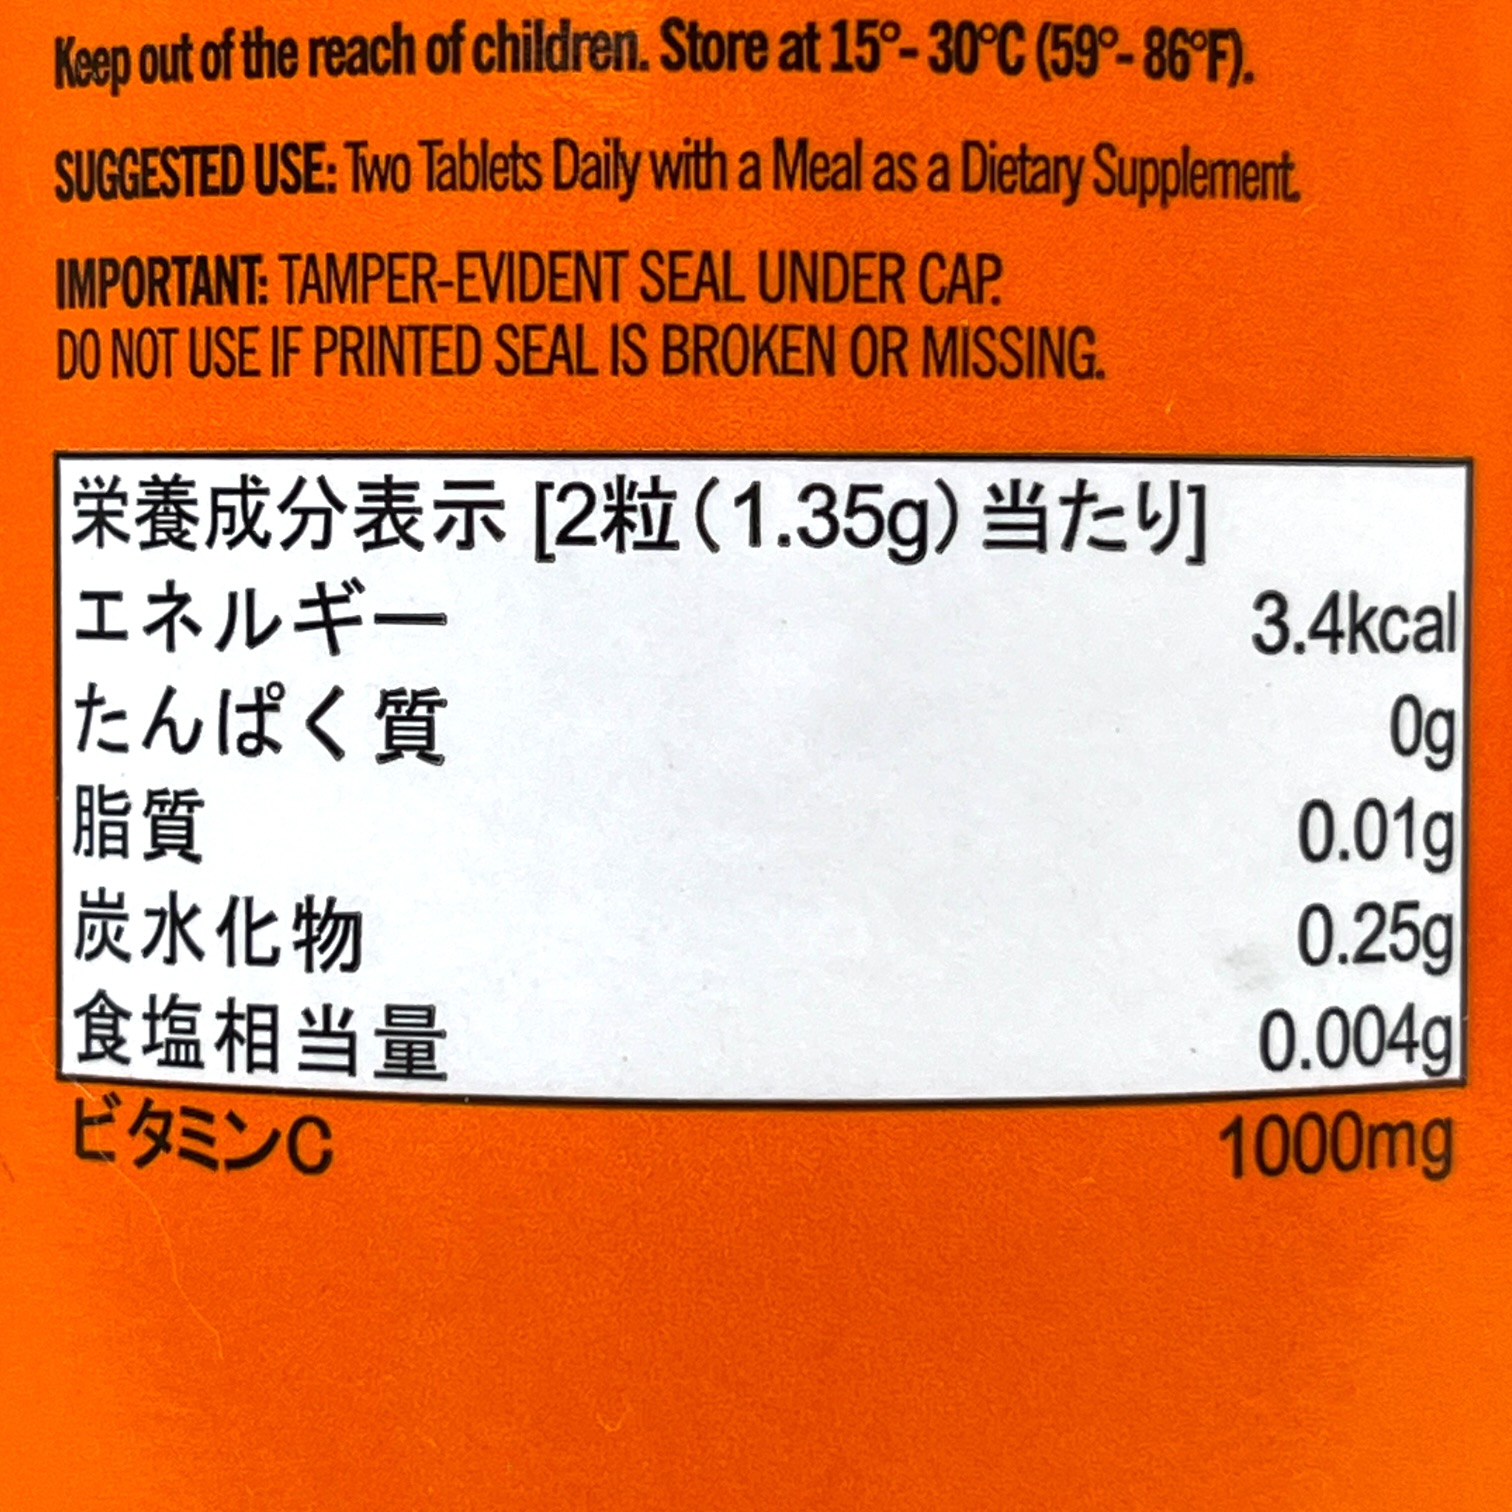 Keep out of the reach of children. Store at 15°- 30°C (59°- 86°F).
SUGGESTED USE: Two Tablets Daily with a Meal as a Dietary Supplement.
IMPORTANT: TAMPER-EVIDENT SEAL UNDER CAP.
DO NOT USE IF PRINTED SEAL IS BROKEN OR MISSING.
栄養成分表示 [2粒(1.35g)当たり]
エネルギー 3.4kcal
たんぱく質 0g
脂質 0.01g
炭水化物 0.25g
食塩相当量 0.004g
ビタミンC 1000mg